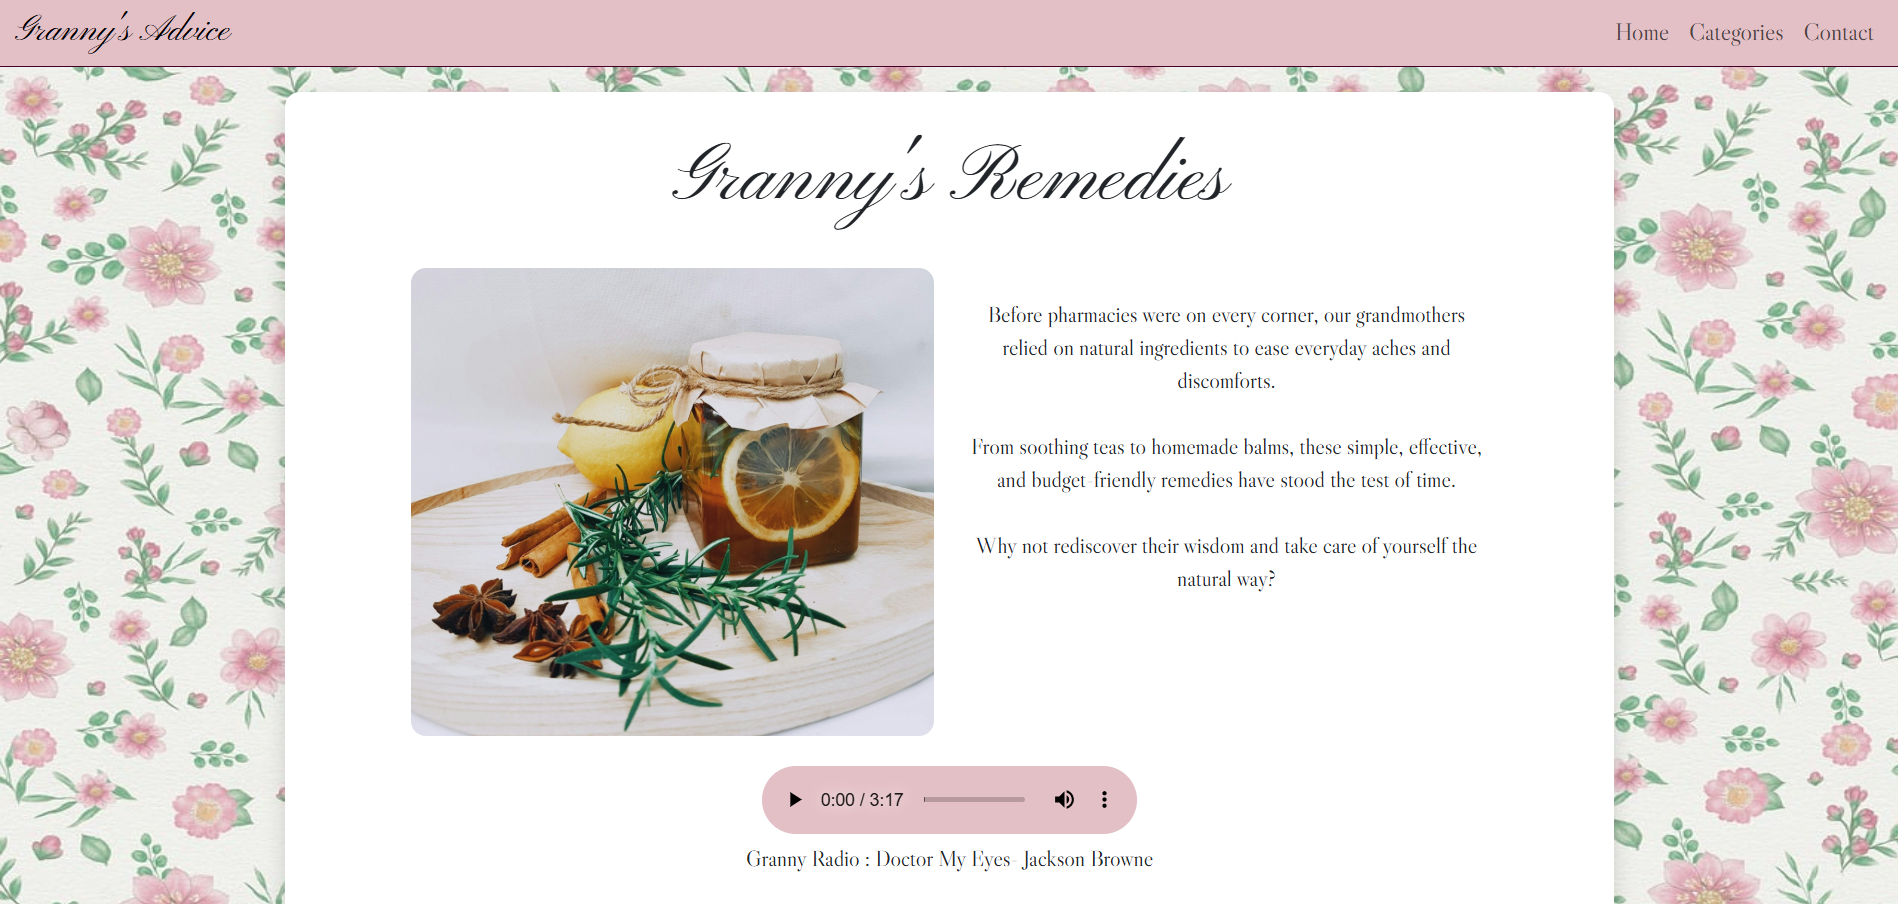 Granny's Advice
Home Categories Contact
Granny's Remedies
Before pharmacies were on every corner, our grandmothers
relied on natural ingredients to ease everyday aches and
discomforts.
From soothing teas to homemade balms, these simple, effective,
and budget-friendly remedies have stood the test of time.
Why not rediscover their wisdom and take care of yourself the
natural way?
0:00 / 3:17
Granny Radio : Doctor My Eyes- Jackson Browne